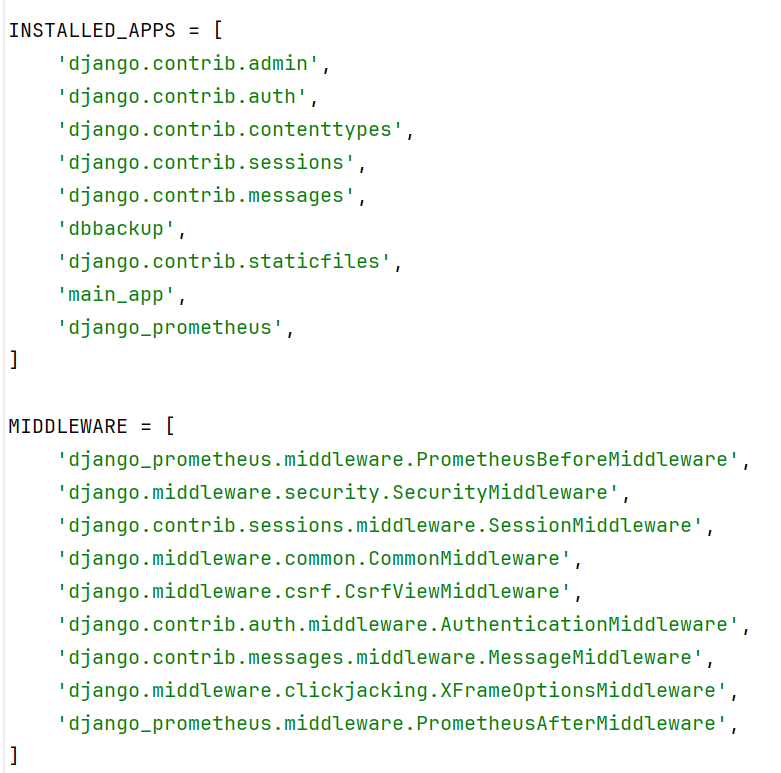 INSTALLED_APPS = [
    'django.contrib.admin',
    'django.contrib.auth',
    'django.contrib.contenttypes',
    'django.contrib.sessions',
    'django.contrib.messages',
    'dbbackup',
    'django.contrib.staticfiles',
    'main_app',
    'django_prometheus',
]
MIDDLEWARE = [
    'django_prometheus.middleware.PrometheusBeforeMiddleware',
    'django.middleware.security.SecurityMiddleware',
    'django.contrib.sessions.middleware.SessionMiddleware',
    'django.middleware.common.CommonMiddleware',
    'django.middleware.csrf.CsrfViewMiddleware',
    'django.contrib.auth.middleware.AuthenticationMiddleware',
    'django.contrib.messages.middleware.MessageMiddleware',
    'django.middleware.clickjacking.XFrameOptionsMiddleware',
    'django_prometheus.middleware.PrometheusAfterMiddleware',
]